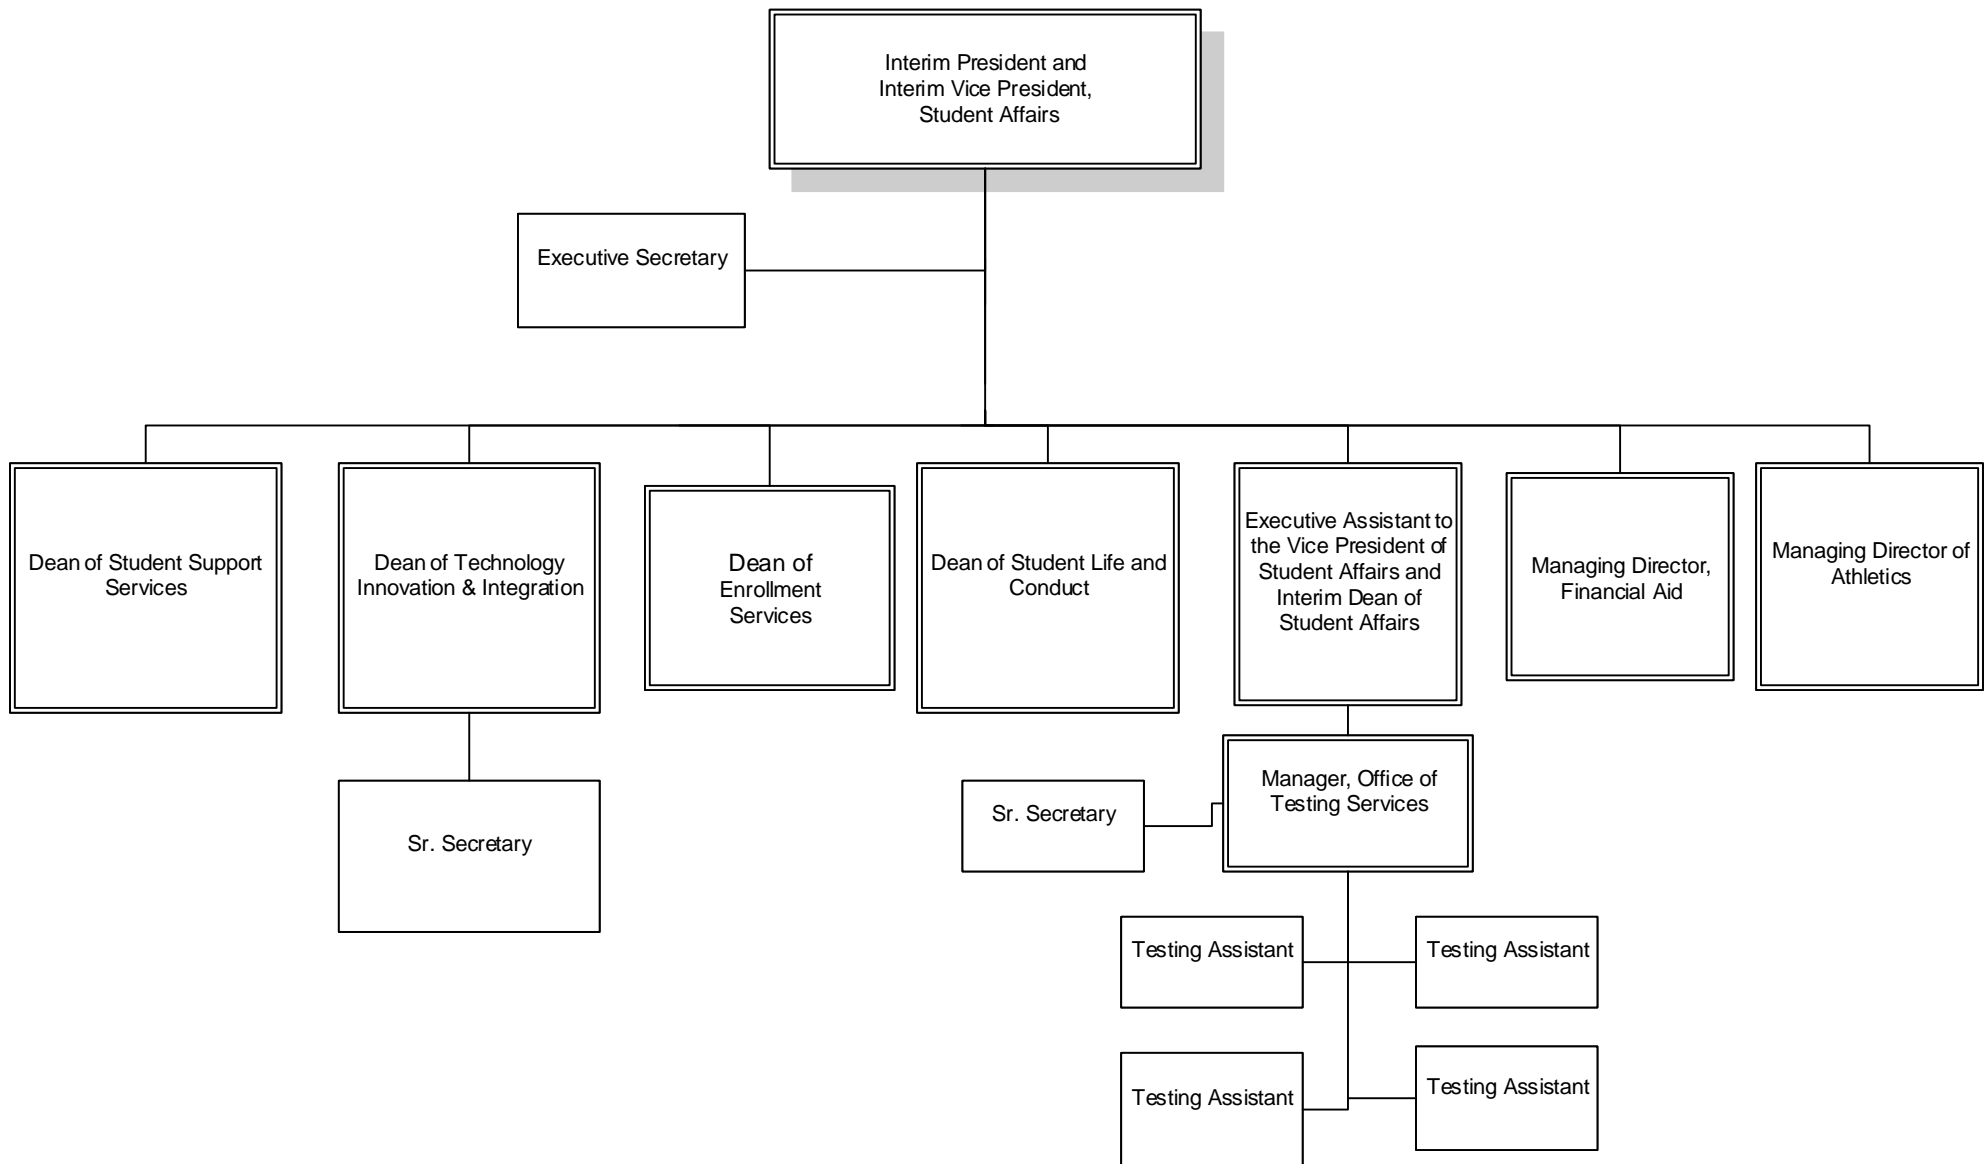 Interim President and
Interim Vice President,
Student Affairs
Executive Secretary
Dean of Student Support
Services
Dean of Technology
Innovation & Integration
Dean of
Enrollment
Services
Dean of Student Life and
Conduct
Executive Assistant to
the Vice President of
Student Affairs and
Interim Dean of
Student Affairs
Managing Director,
Financial Aid
Managing Director of
Athletics
Sr. Secretary
Sr. Secretary
Manager, Office of
Testing Services
Testing Assistant
Testing Assistant
Testing Assistant
Testing Assistant